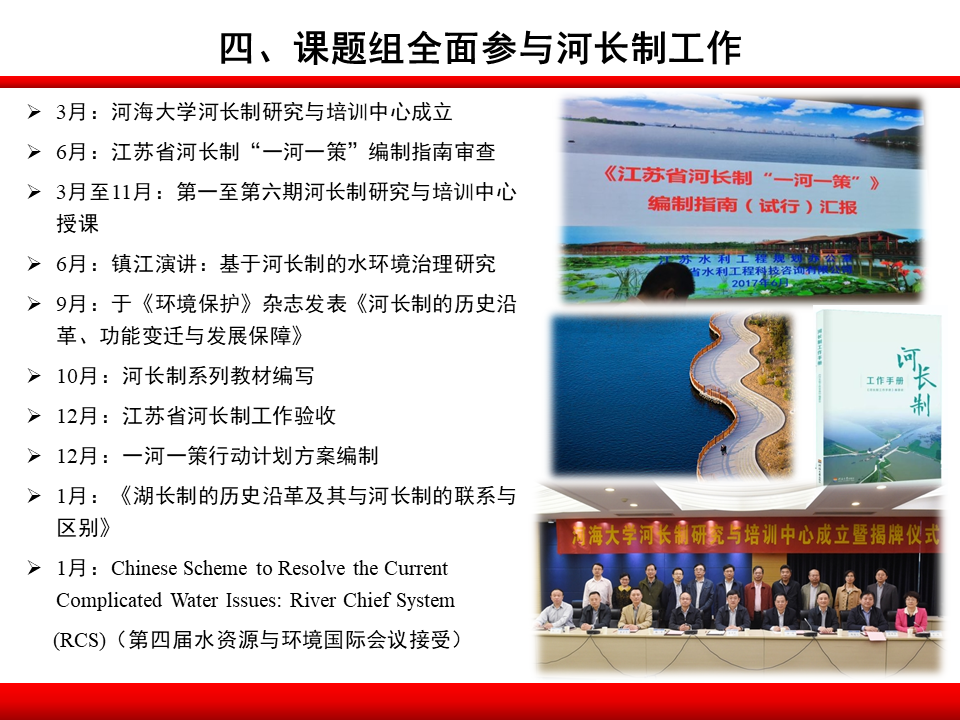 四、课题组全面参与河长制工作
➢ 3月：河海大学河长制研究与培训中心成立
➢ 6月：江苏省河长制“一河一策”编制指南审查
➢ 3月至11月：第一至第六期河长制研究与培训中心
授课
➢ 6月：镇江演讲：基于河长制的水环境治理研究
➢ 9月：于《环境保护》杂志发表《河长制的历史沿
革、功能变迁与发展保障》
➢ 10月：河长制系列教材编写
➢ 12月：江苏省河长制工作验收
➢ 12月：一河一策行动计划方案编制
➢ 1月：《湖长制的历史沿革及其与河长制的联系与
区别》
➢ 1月：Chinese Scheme to Resolve the Current
Complicated Water Issues: River Chief System
(RCS)（第四届水资源与环境国际会议接受）
《江苏省河长制“一河一策”》
编制指南（试行）汇报
江苏水利工程规划办公室
省水利工程科技咨询有限公司
2017年6月
河长制工作手册
河长制
工作手册
河海大学河长制研究与培训中心成立暨揭牌仪式